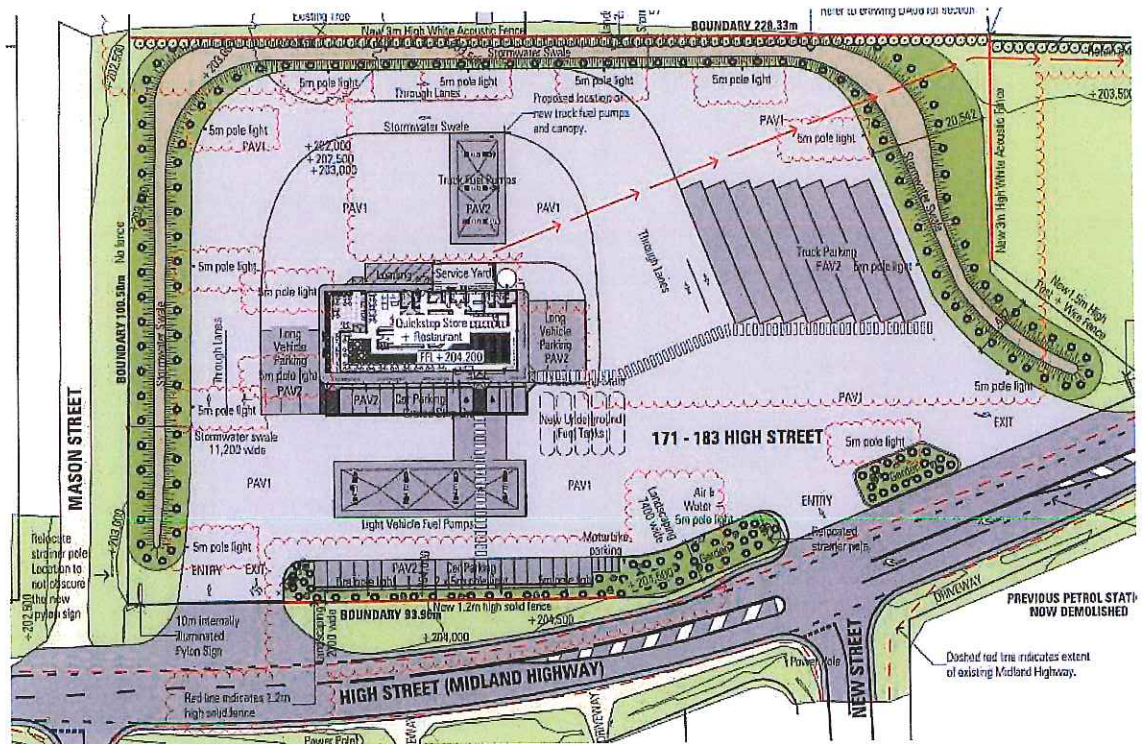 Existing Tree
BOUNDARY 228.33m
New 3m High White Acoustic Fence
Stormwater Swale
5m pole light
5m pole light
5m pole light
5m pole light
Through Lanes
+203,500
5m pole light
PAV1
Proposed location of
new truck fuel pumps
and canopy.
Stormwater Swale
+202,000
+202,500
+203,000
Truck Fuel Pumps
PAV2
PAV1
PAV1
PAV1
5m pole light
20,542
Stormwater Swale
New 3m High White Acoustic Fence
No fence
BOUNDARY 100.50m
Stormwater Swale
5m pole light
5m pole light
Loading
Service Yard
Through Lanes
Truck Parking
PAV2
5m pole light
New 1.5m High
Post + Wire Fence
Quickstop Store
+ Restaurant
FFL + 204.200
Through Lanes
Long
Vehicle
Parking
PAV2
5m pole light
Long
Vehicle
Parking
PAV2
PAV2
Car Parking
5m pole light
5m pole light
PAV1
EXIT
MASON STREET
Stormwater swale
11,200 wide
New Underground
Fuel Tanks
171 - 183 HIGH STREET
5m pole light
Garden
PAV1
Light Vehicle Fuel Pumps
PAV1
Landscaping
7400 wide
Air &
Water
5m pole light
ENTRY
Relocated
strainer pole
Relocate
strainer pole
Location to
not obscure
the new
pylon sign
+203,000
5m pole light
ENTRY
EXIT
Motorbike
parking
PAV2
Car Parking
Garden
New 1.2m high solid fence
BOUNDARY 93.96m
+204,500
+204,000
10m internally
illuminated
Pylon Sign
Landscaping
2000 wide
Red line indicates 1.2m
high solid fence
HIGH STREET (MIDLAND HIGHWAY)
Power Pole
NEW STREET
DRIVEWAY
PREVIOUS PETROL STATI
NOW DEMOLISHED
Dashed red line indicates extent
of existing Midland Highway.
DRIVEWAY
Power Point